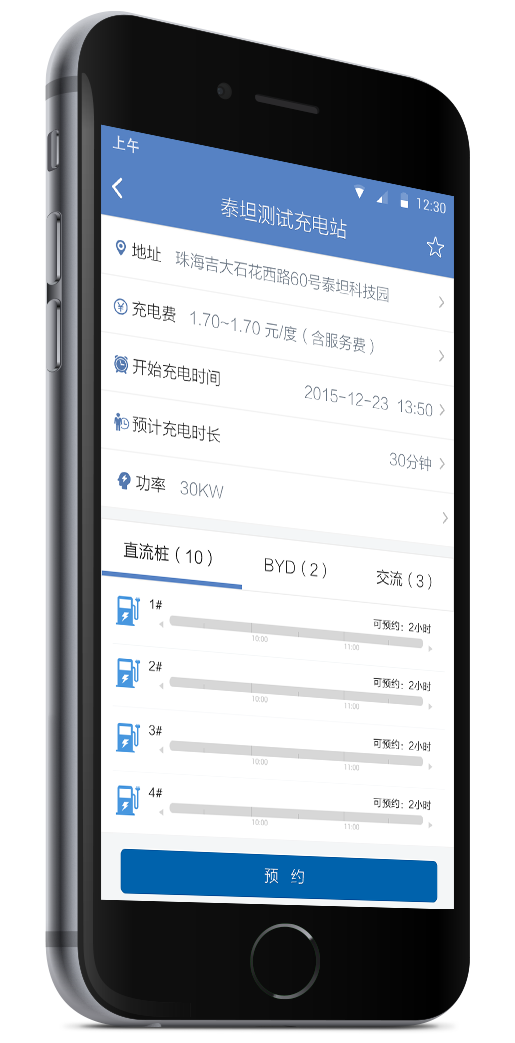 上午
12:30
泰坦测试充电站
地址 珠海吉大石花西路60号泰坦科技园
充电费 1.70~1.70 元/度（含服务费）
开始充电时间 2015-12-23 13:50
预计充电时长 30分钟
功率 30KW
直流桩（10） BYD（2） 交流（3）
1# 可预约：2小时
10:00 11:00
2# 可预约：2小时
10:00 11:00
3# 可预约：2小时
10:00 11:00
4# 可预约：2小时
10:00 11:00
预 约